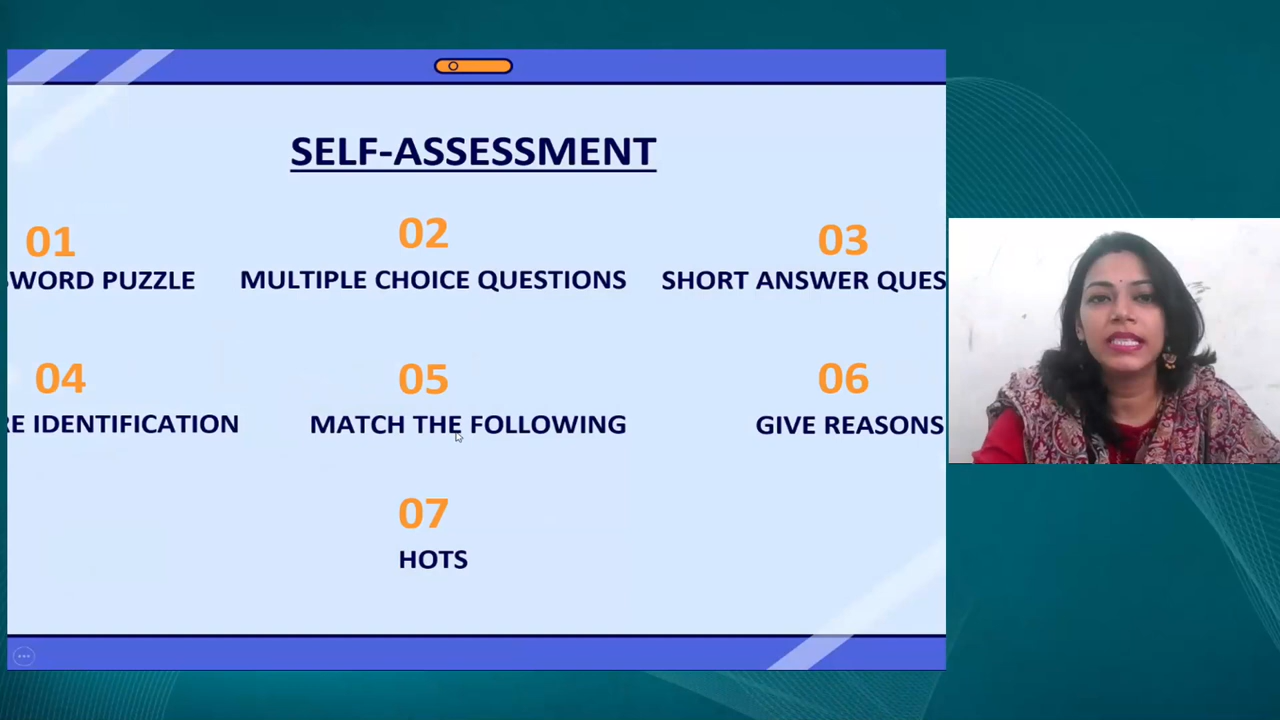 SELF-ASSESSMENT
01 02 03
WORD PUZZLE MULTIPLE CHOICE QUESTIONS SHORT ANSWER QUES
04 05 06
RE IDENTIFICATION MATCH THE FOLLOWING GIVE REASONS
07
HOTS